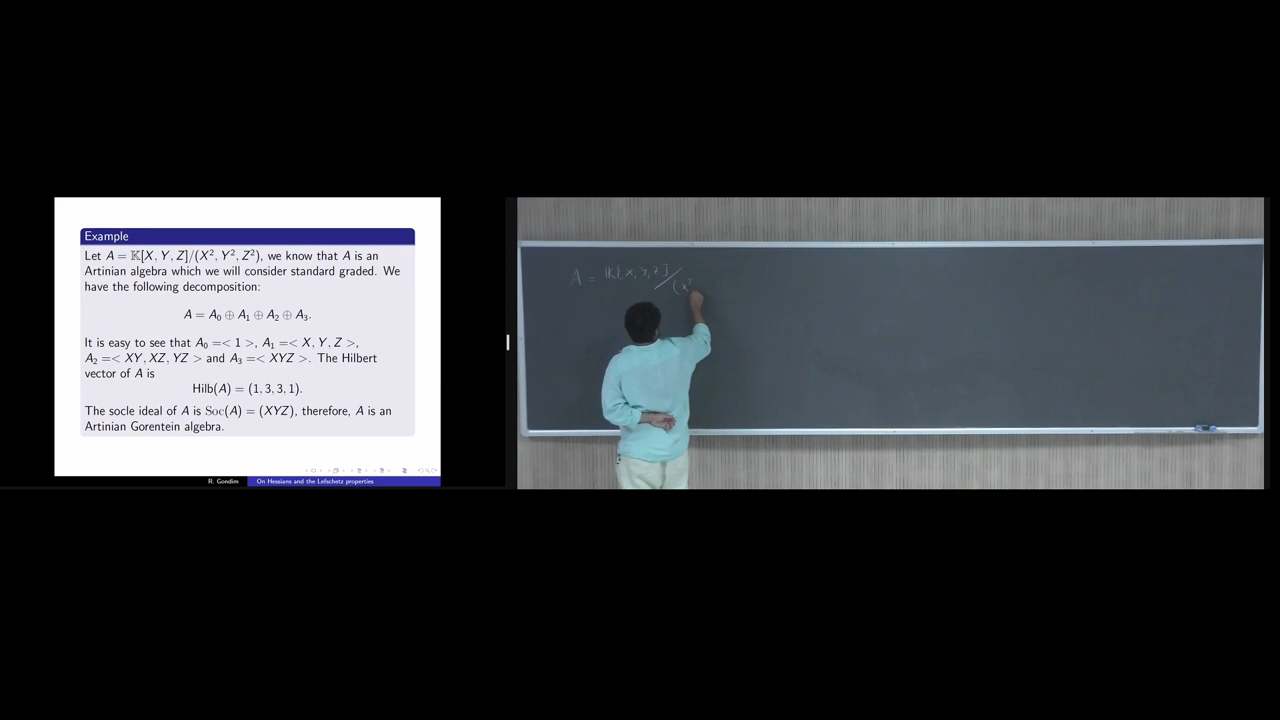 Example
Let A = 𝕂[X, Y, Z]/(X², Y², Z²), we know that A is an
Artinian algebra which we will consider standard graded. We
have the following decomposition:
A = A₀ ⊕ A₁ ⊕ A₂ ⊕ A₃.
It is easy to see that A₀ =< 1 >, A₁ =< X, Y, Z >,
A₂ =< XY, XZ, YZ > and A₃ =< XYZ >. The Hilbert
vector of A is
Hilb(A) = (1, 3, 3, 1).
The socle ideal of A is Soc(A) = (XYZ), therefore, A is an
Artinian Gorentein algebra.
R. Gondim On Hessians and the Lefschetz properties
A = 𝕂[X, Y, Z]/(X²